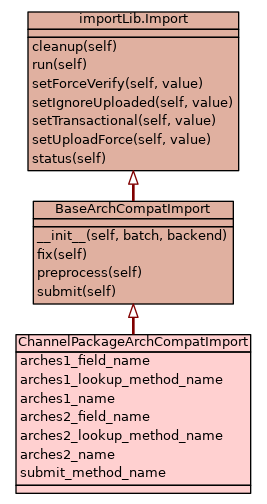 importLib.Import
cleanup(self)
run(self)
setForceVerify(self, value)
setIgnoreUploaded(self, value)
setTransactional(self, value)
setUploadForce(self, value)
status(self)
BaseArchCompatImport
__init__(self, batch, backend)
fix(self)
preprocess(self)
submit(self)
ChannelPackageArchCompatImport
arches1_field_name
arches1_lookup_method_name
arches1_name
arches2_field_name
arches2_lookup_method_name
arches2_name
submit_method_name